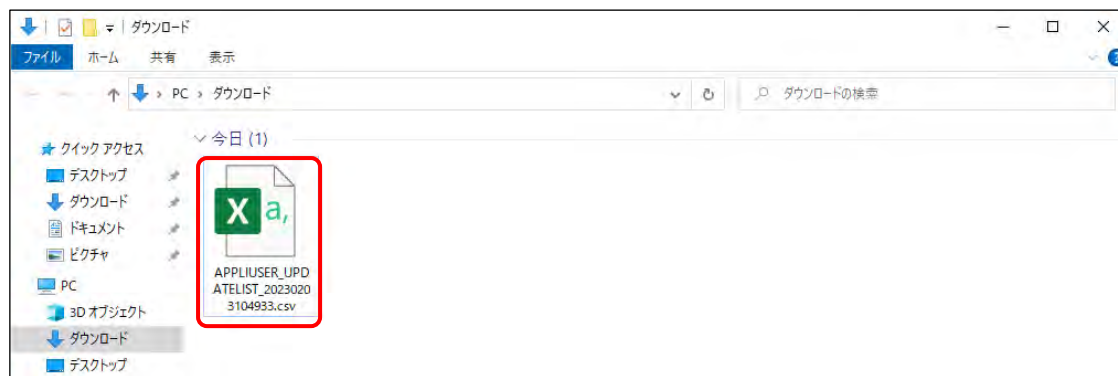 ダウンロード
ファイル ホーム 共有 表示
PC › ダウンロード ダウンロードの検索
クイック アクセス
デスクトップ
ダウンロード
ドキュメント
ピクチャ
PC
3D オブジェクト
ダウンロード
デスクトップ
今日 (1)
X a,
APPLIUSER_UPD
ATELIST_2023020
3104933.csv